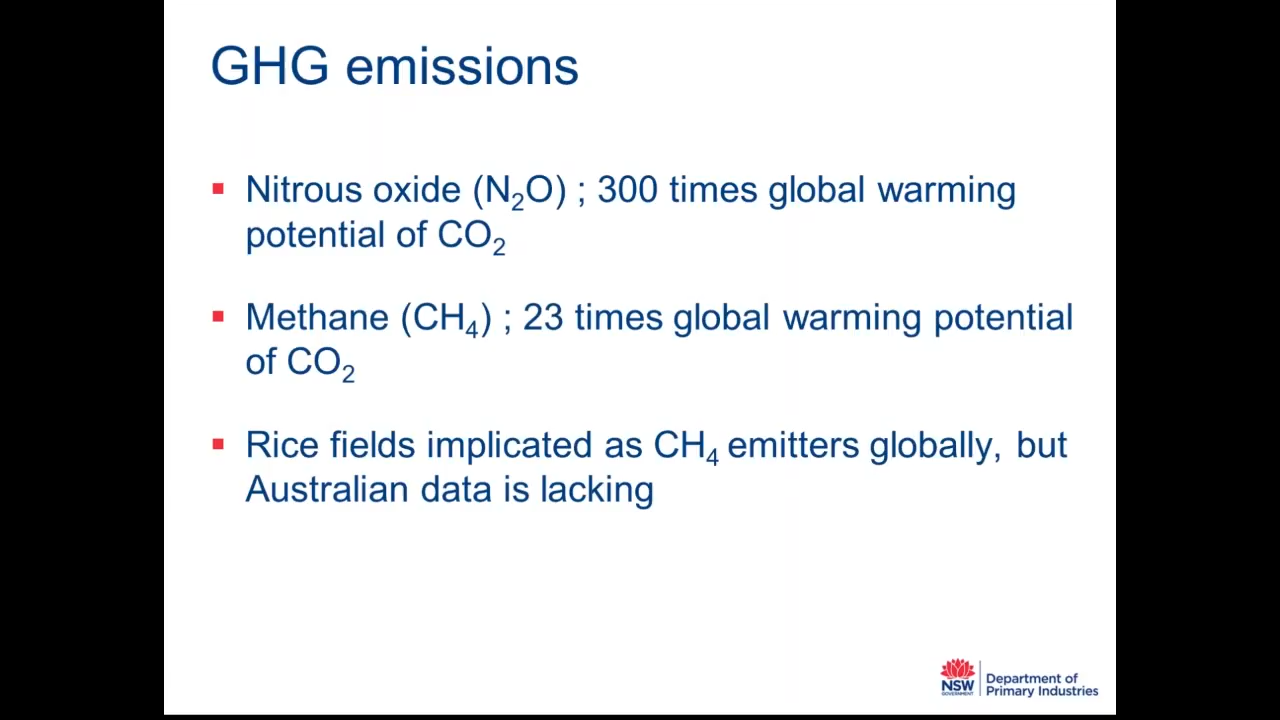 GHG emissions
Nitrous oxide (N₂O) ; 300 times global warming
potential of CO₂
Methane (CH₄) ; 23 times global warming potential
of CO₂
Rice fields implicated as CH₄ emitters globally, but
Australian data is lacking
NSW
GOVERNMENT
Department of
Primary Industries